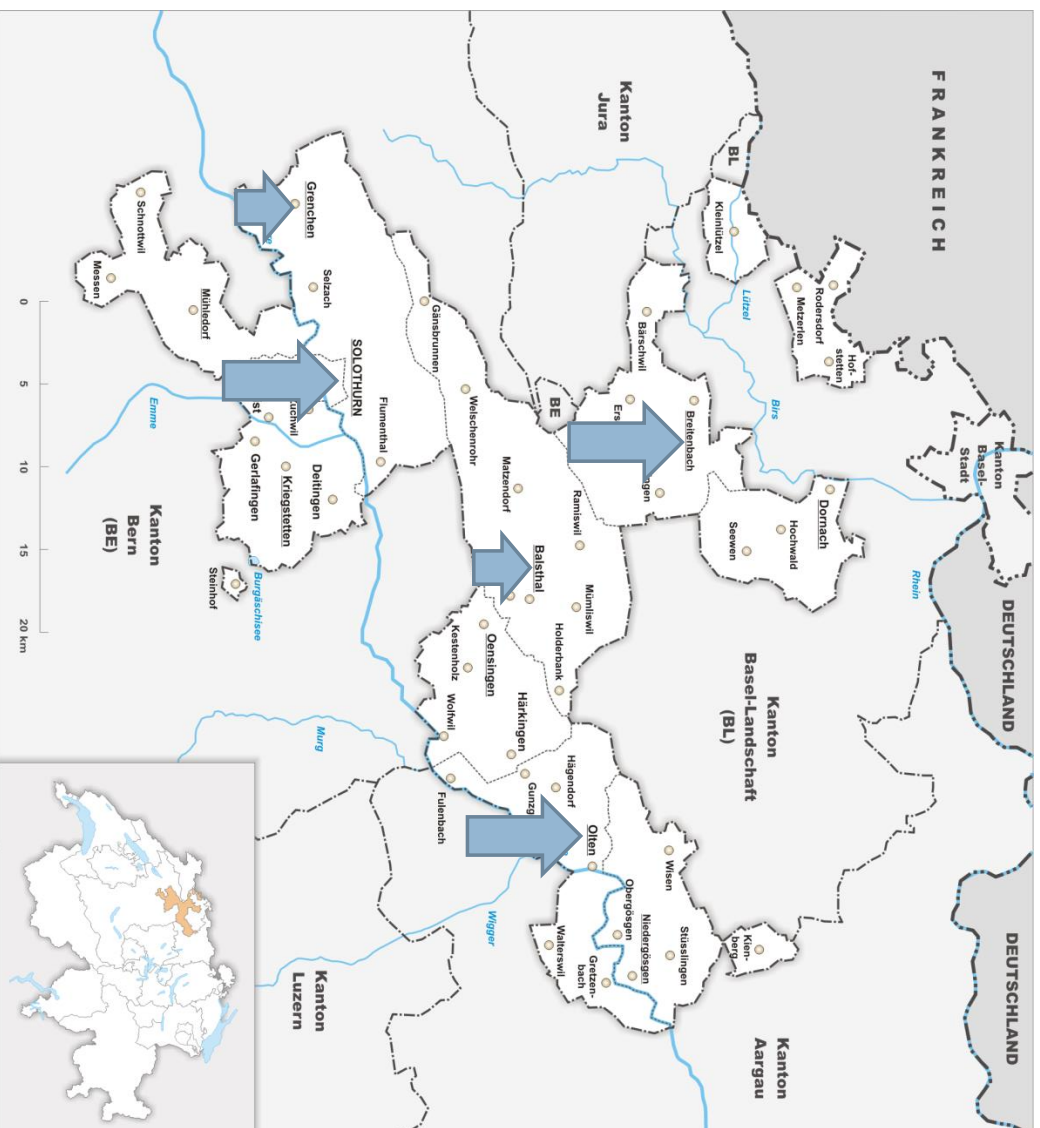 FRANKREICH
DEUTSCHLAND
DEUTSCHLAND
Kanton
Basel-
Stadt
Rhein
Hof-
stetten
Rodersdorf
Metzerlen
Dornach
Hochwald
Seewen
Birs
Lützel
BL
Kleinlützel
Kanton
Basel-Landschaft
(BL)
Kanton
Aargau
Kien-
berg
Breitenbach
Bärschwil
Kanton
Jura
BE
Wisen
Stüsslingen
Niedergösgen
Obergösgen
Gretzen-
bach
Walterswil
Olten
Ramiswil
Mümliswil
Holderbank
Balsthal
Matzendorf
Welschenrohr
Gänsbrunnen
Hägendorf
Härkingen
Oensingen
Kestenholz
Wolfwil
Fulenbach
Wigger
Kanton
Luzern
Murg
Flumenthal
SOLOTHURN
Selzach
Grenchen
Deitingen
Kriegstetten
Gerlafingen
Burgäschisee
Steinhof
Mühledorf
Schnottwil
Messen
Emme
Kanton
Bern
(BE)
0 5 10 15 20 km